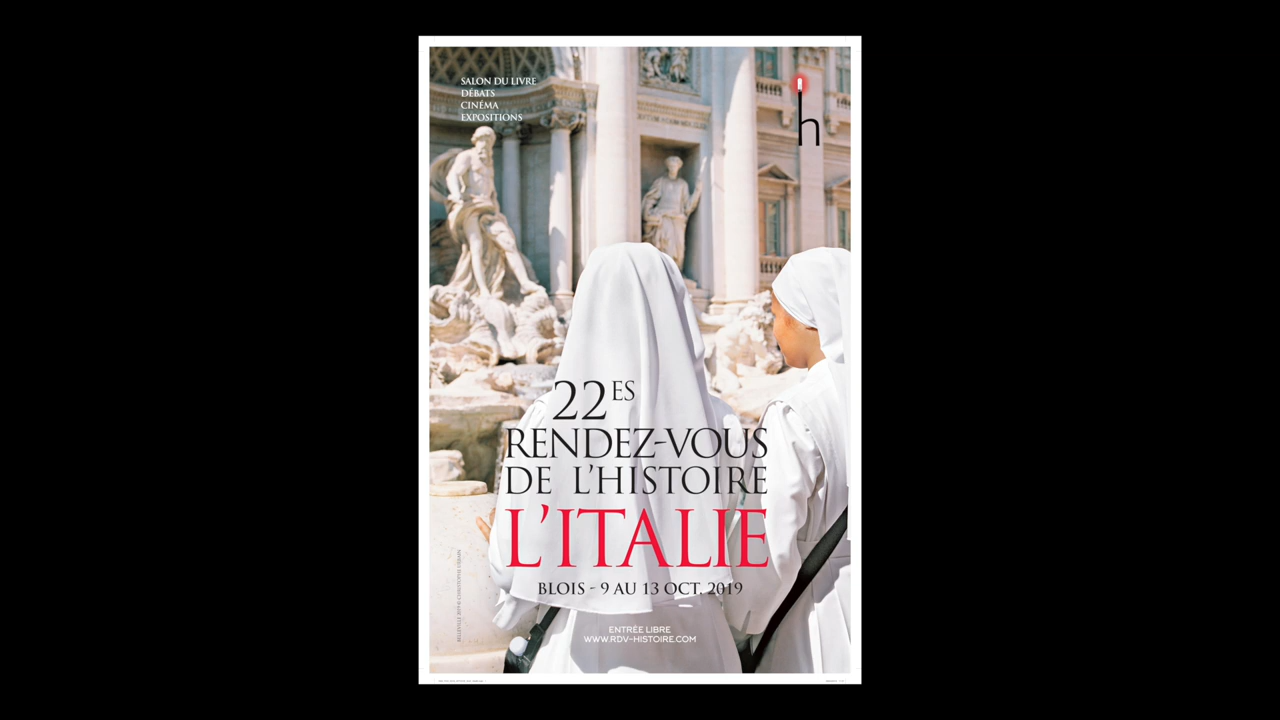 SALON DU LIVRE
DÉBATS
CINÉMA
EXPOSITIONS
h
22ES
RENDEZ-VOUS
DE L'HISTOIRE
L'ITALIE
BLOIS - 9 AU 13 OCT. 2019
ENTRÉE LIBRE
WWW.RDV-HISTOIRE.COM